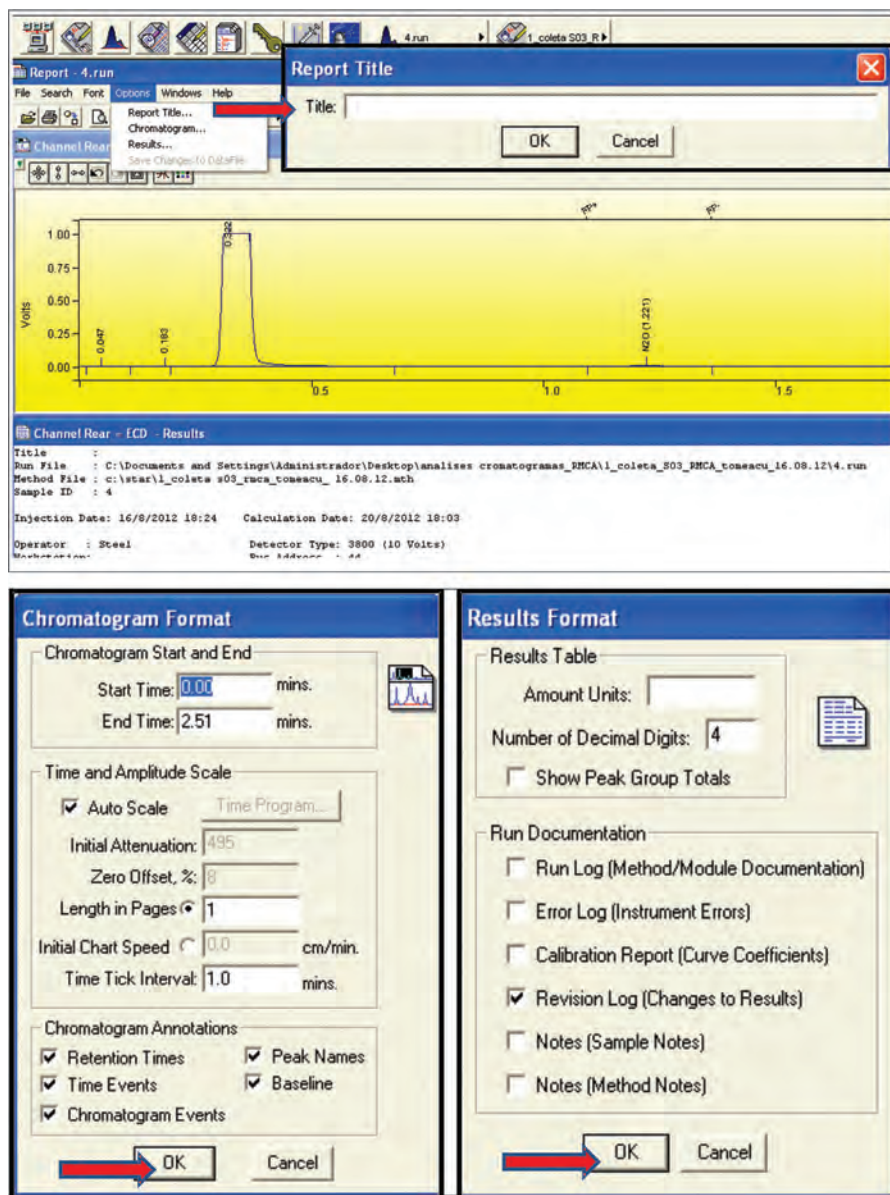 4.run
1_coleta S03_R
Report - 4.run
File Search Font Options Windows Help
Report Title...
Chromatogram...
Results...
Save Changes to Datafile
Report Title
Title:
OK Cancel
Channel Rear
Volts
1.00
0.75
0.50
0.25
0.00
0.047
0.183
0.322
N2O (1.221)
0.5
1.0
1.5
Channel Rear = ECD - Results
Title :
Run File : C:\Documents and Settings\Administrador\Desktop\analises cromatogramas_RMCA\1_coleta_S03_RMCA_tomeacu_16.08.12\4.run
Method File : c:\star\1_coleta s03_rmca_tomeacu_ 16.08.12.mth
Sample ID : 4
Injection Date: 16/8/2012 18:24 Calculation Date: 20/8/2012 18:03
Operator : Steel Detector Type: 3800 (10 Volts)
Chromatogram Format
Chromatogram Start and End
Start Time: 0.00 mins.
End Time: 2.51 mins.
Time and Amplitude Scale
Auto Scale Time Program...
Initial Attenuation: 495
Zero Offset, %: 8
Length in Pages 1
Initial Chart Speed 0.0 cm/min.
Time Tick Interval: 1.0 mins.
Chromatogram Annotations
Retention Times Peak Names
Time Events Baseline
Chromatogram Events
OK Cancel
Results Format
Results Table
Amount Units:
Number of Decimal Digits: 4
Show Peak Group Totals
Run Documentation
Run Log (Method/Module Documentation)
Error Log (Instrument Errors)
Calibration Report (Curve Coefficients)
Revision Log (Changes to Results)
Notes (Sample Notes)
Notes (Method Notes)
OK Cancel